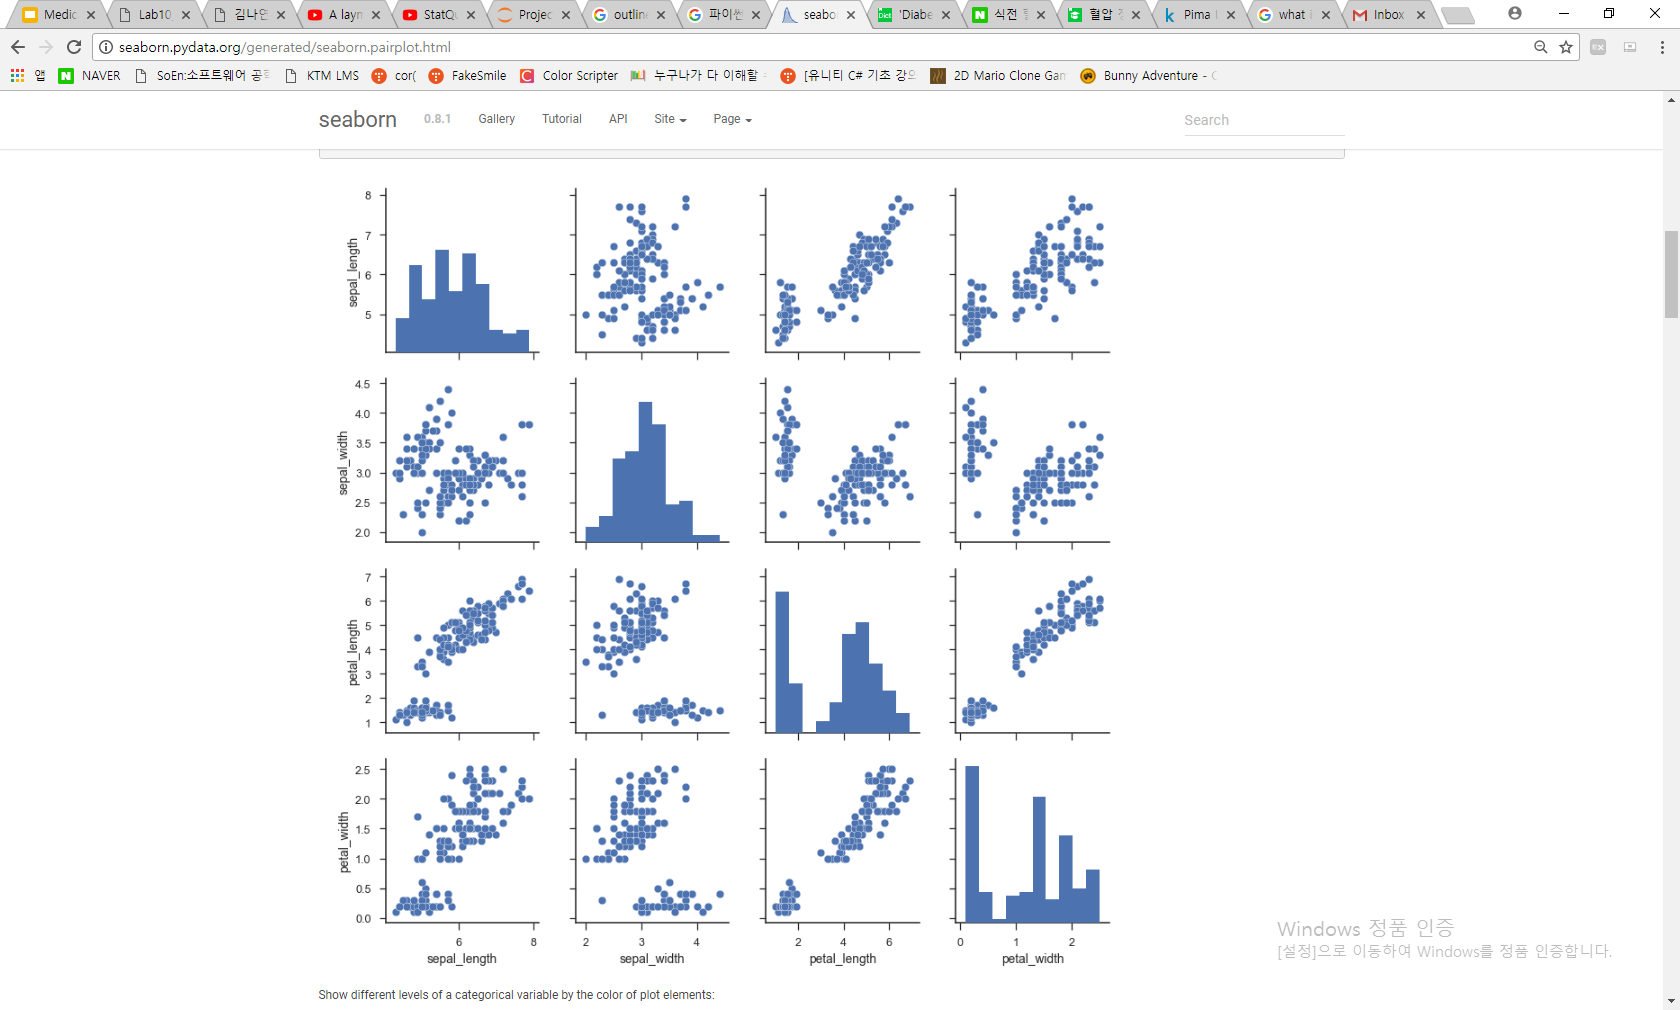 Medic
Lab10
김나연
A layn
StatQu
Projec
outline
파이썬
seabo
'Diabe
식전
혈압
Pima
what i
Inbox
seaborn.pydata.org/generated/seaborn.pairplot.html
앱
NAVER
SoEn:소프트웨어 공학
KTM LMS
cor(
FakeSmile
Color Scripter
누구나가 다 이해할
[유니티 C# 기초 강으
2D Mario Clone Gam
Bunny Adventure - C
seaborn
0.8.1
Gallery
Tutorial
API
Site
Page
Search
8
7
6
5
sepal_length
4.5
4.0
3.5
3.0
2.5
2.0
sepal_width
7
6
5
4
3
2
1
petal_length
2.5
2.0
1.5
1.0
0.5
0.0
petal_width
6 8
2 3 4
2 4 6
0 1 2
sepal_length
sepal_width
petal_length
petal_width
Windows 정품 인증
[설정]으로 이동하여 Windows를 정품 인증합니다.
Show different levels of a categorical variable by the color of plot elements: